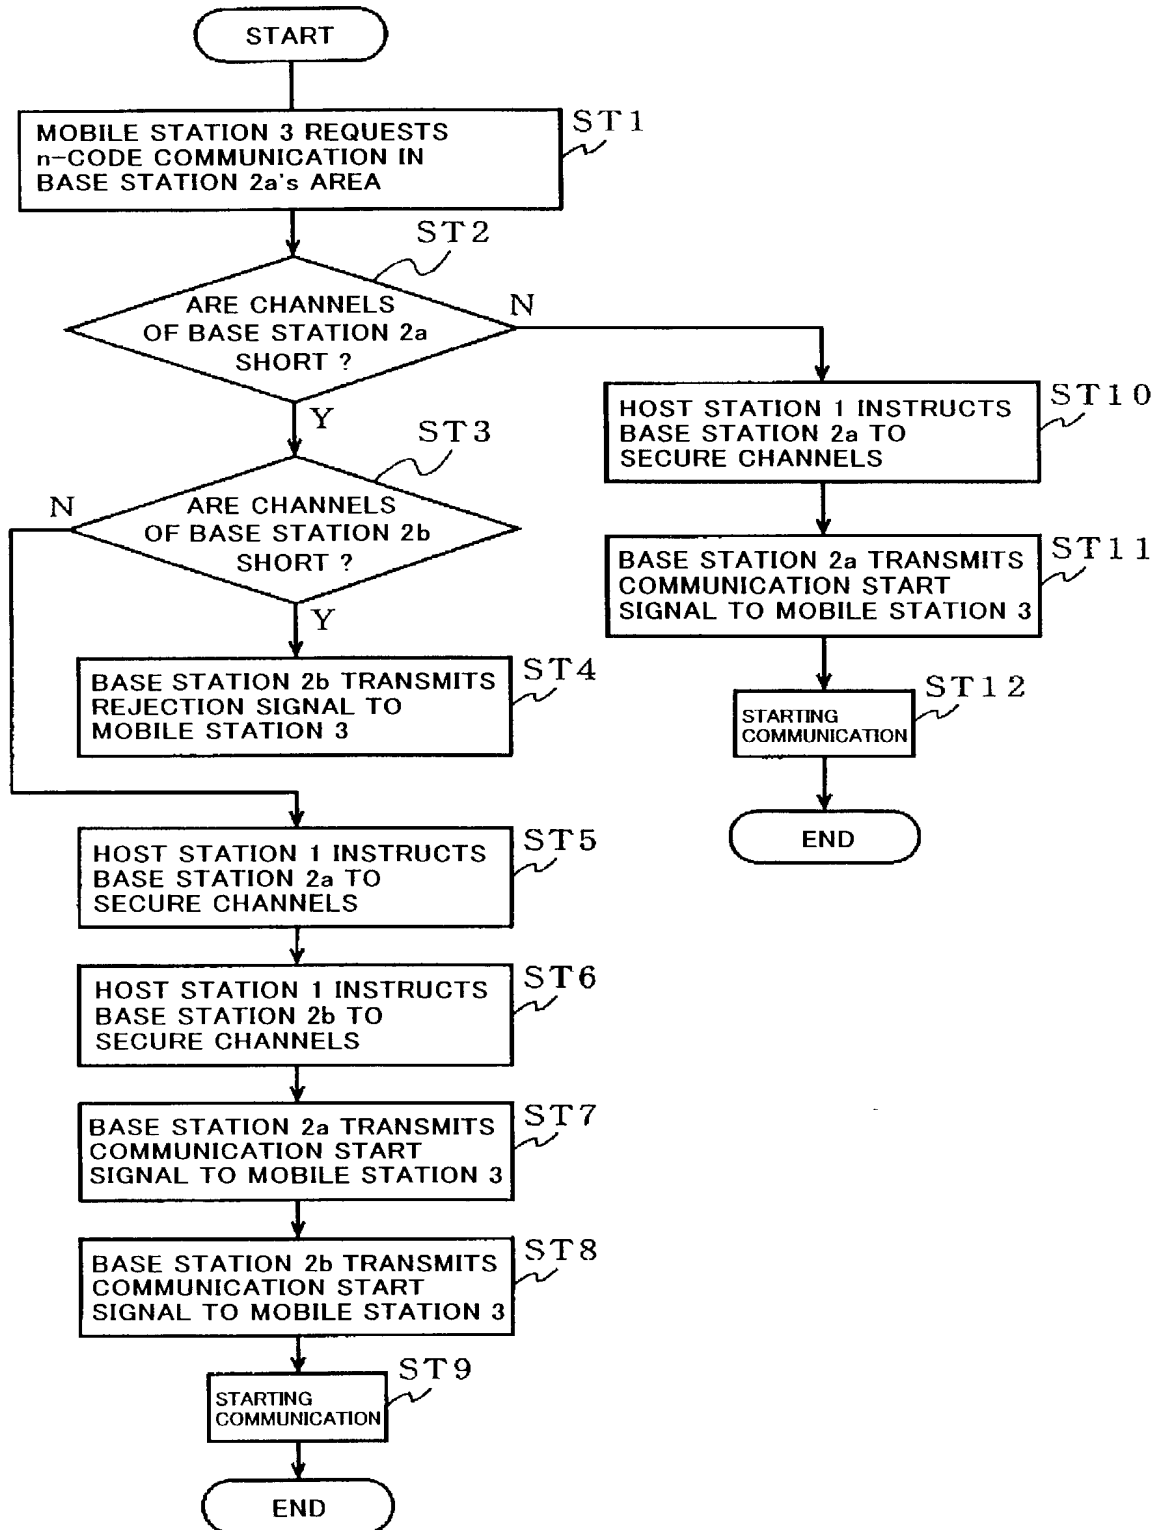 START
ST1
MOBILE STATION 3 REQUESTS
n-CODE COMMUNICATION IN
BASE STATION 2a's AREA
ST2
ARE CHANNELS
OF BASE STATION 2a
SHORT ?
N
Y
ST3
N
ARE CHANNELS
OF BASE STATION 2b
SHORT ?
Y
ST4
BASE STATION 2b TRANSMITS
REJECTION SIGNAL TO
MOBILE STATION 3
ST5
HOST STATION 1 INSTRUCTS
BASE STATION 2a TO
SECURE CHANNELS
ST6
HOST STATION 1 INSTRUCTS
BASE STATION 2b TO
SECURE CHANNELS
ST7
BASE STATION 2a TRANSMITS
COMMUNICATION START
SIGNAL TO MOBILE STATION 3
ST8
BASE STATION 2b TRANSMITS
COMMUNICATION START
SIGNAL TO MOBILE STATION 3
ST9
STARTING
COMMUNICATION
END
ST10
HOST STATION 1 INSTRUCTS
BASE STATION 2a TO
SECURE CHANNELS
ST11
BASE STATION 2a TRANSMITS
COMMUNICATION START
SIGNAL TO MOBILE STATION 3
ST12
STARTING
COMMUNICATION
END